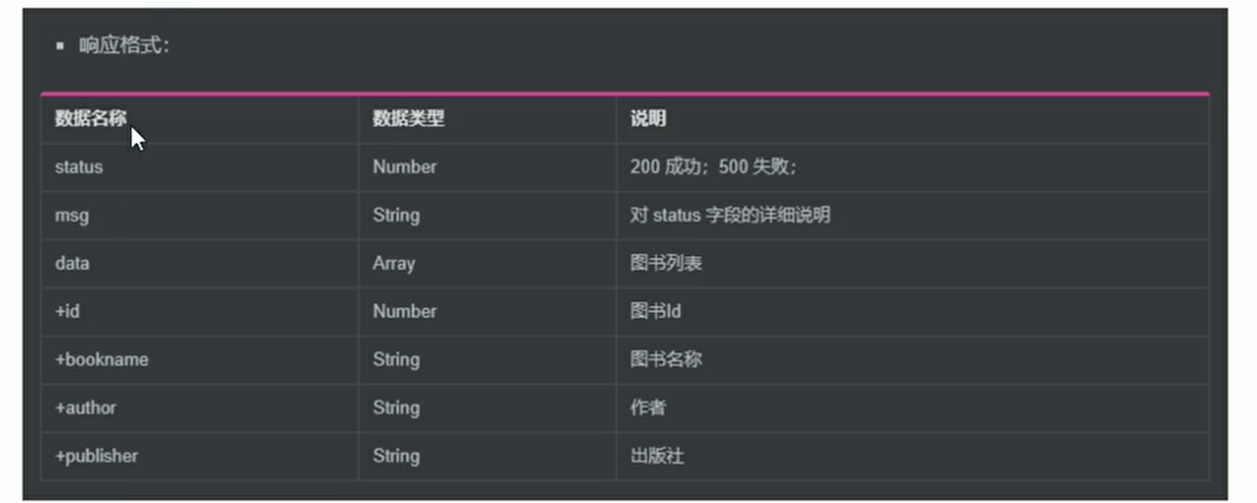 ▪ 响应格式：
数据名称 数据类型 说明
status Number 200 成功；500 失败；
msg String 对 status 字段的详细说明
data Array 图书列表
+id Number 图书Id
+bookname String 图书名称
+author String 作者
+publisher String 出版社